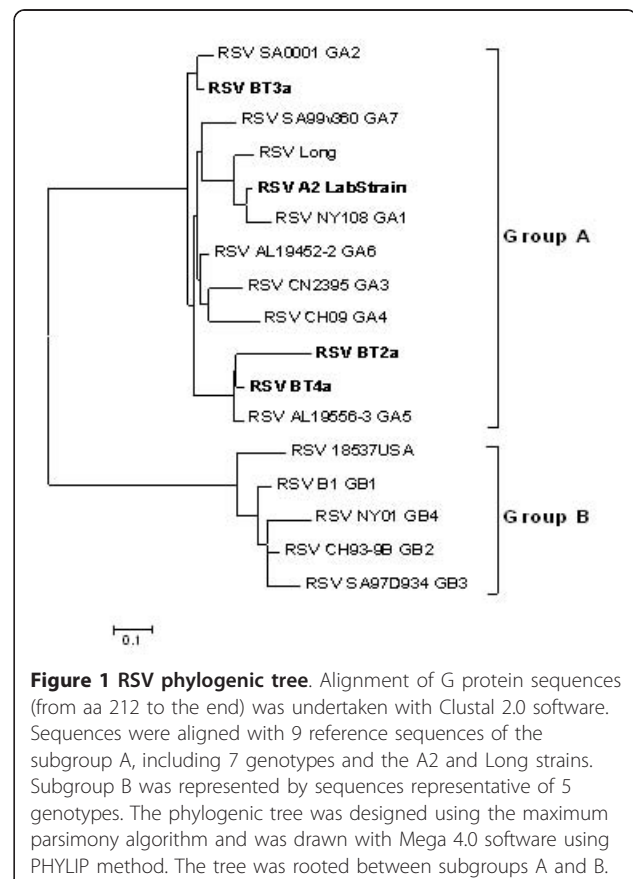 RSV SA0001 GA2
RSV BT3a
RSV SA99V360 GA7
RSV Long
RSV A2 LabStrain
RSV NY108 GA1
Group A
RSV AL19452-2 GA6
RSV CN2395 GA3
RSV CH09 GA4
RSV BT2a
RSV BT4a
RSV AL19556-3 GA5
RSV 18537USA
RSV B1 GB1
RSV NY01 GB4
Group B
RSV CH93-9B GB2
RSV SA97D934 GB3
0.1
Figure 1 RSV phylogenic tree. Alignment of G protein sequences
(from aa 212 to the end) was undertaken with Clustal 2.0 software.
Sequences were aligned with 9 reference sequences of the
subgroup A, including 7 genotypes and the A2 and Long strains.
Subgroup B was represented by sequences representative of 5
genotypes. The phylogenic tree was designed using the maximum
parsimony algorithm and was drawn with Mega 4.0 software using
PHYLIP method. The tree was rooted between subgroups A and B.